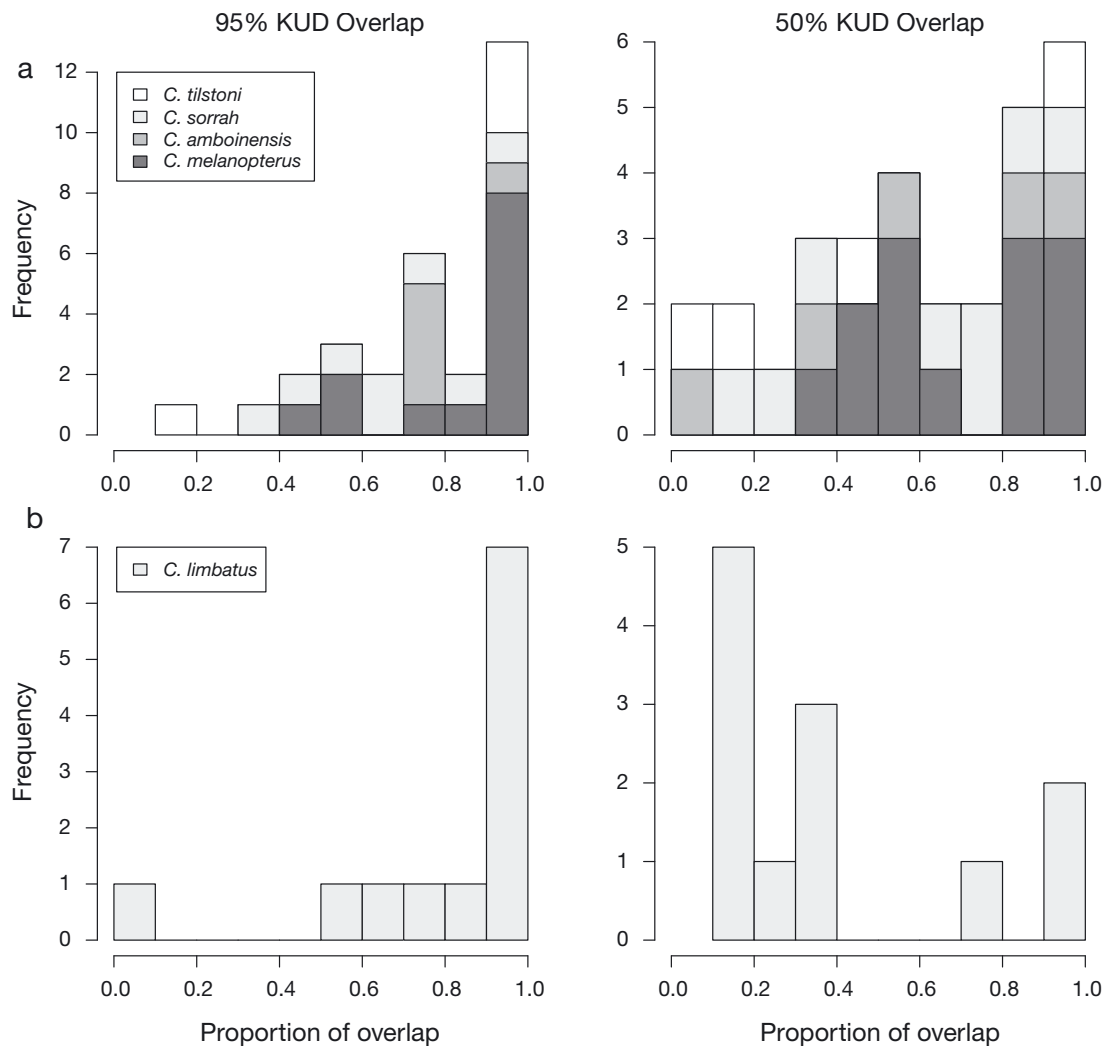 95% KUD Overlap
50% KUD Overlap
a
C. tilstoni
C. sorrah
C. amboinensis
C. melanopterus
Frequency
12
10
8
6
4
2
0
0.0 0.2 0.4 0.6 0.8 1.0
6
5
4
3
2
1
0
0.0 0.2 0.4 0.6 0.8 1.0
b
C. limbatus
Frequency
7
6
5
4
3
2
1
0
0.0 0.2 0.4 0.6 0.8 1.0
Proportion of overlap
5
4
3
2
1
0
0.0 0.2 0.4 0.6 0.8 1.0
Proportion of overlap